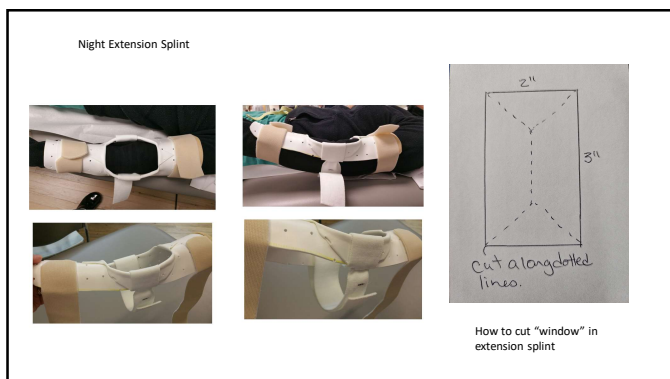 Night Extension Splint
2"
3"
cut along dotted
lines.
How to cut “window” in
extension splint